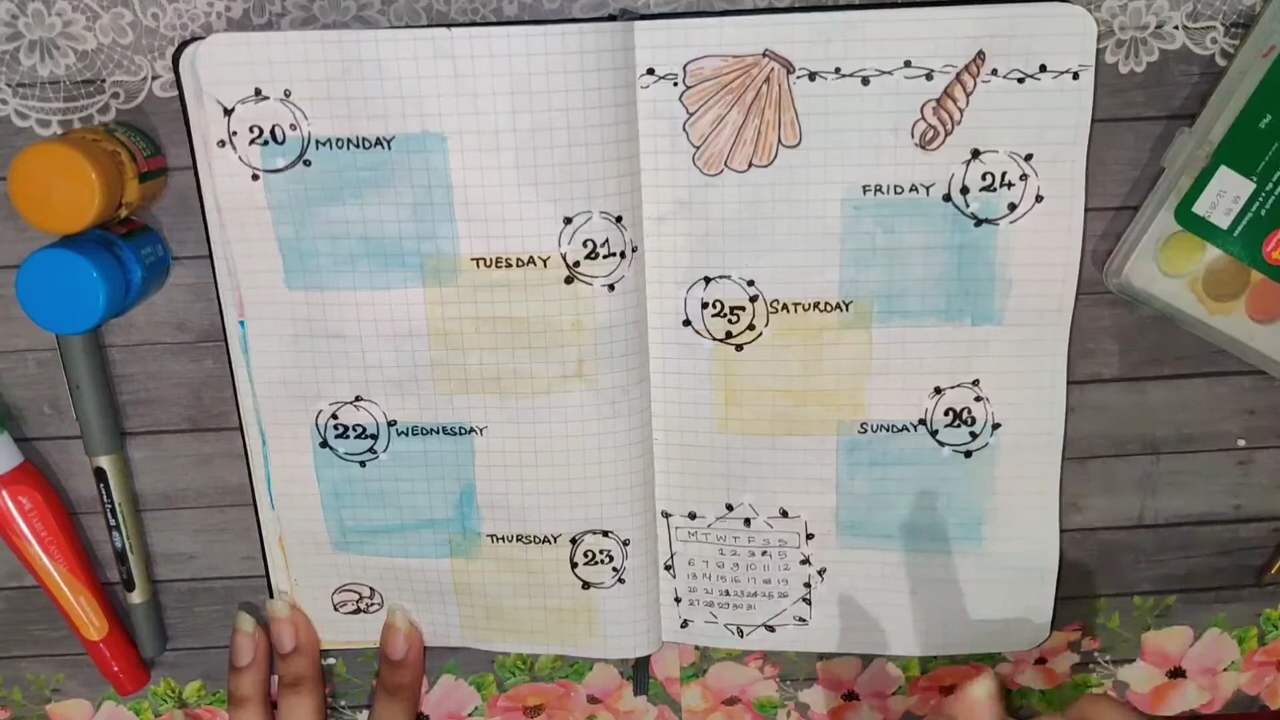 20 MONDAY
TUESDAY 21
22 WEDNESDAY
THURSDAY 23
FRIDAY 24
25 SATURDAY
SUNDAY 26
M T W T F S S
1 2 3 4 5
6 7 8 9 10 11 12
13 14 15 16 17 18 19
20 21 22 23 24 25 26
27 28 29 30 31
FABER-CASTELL